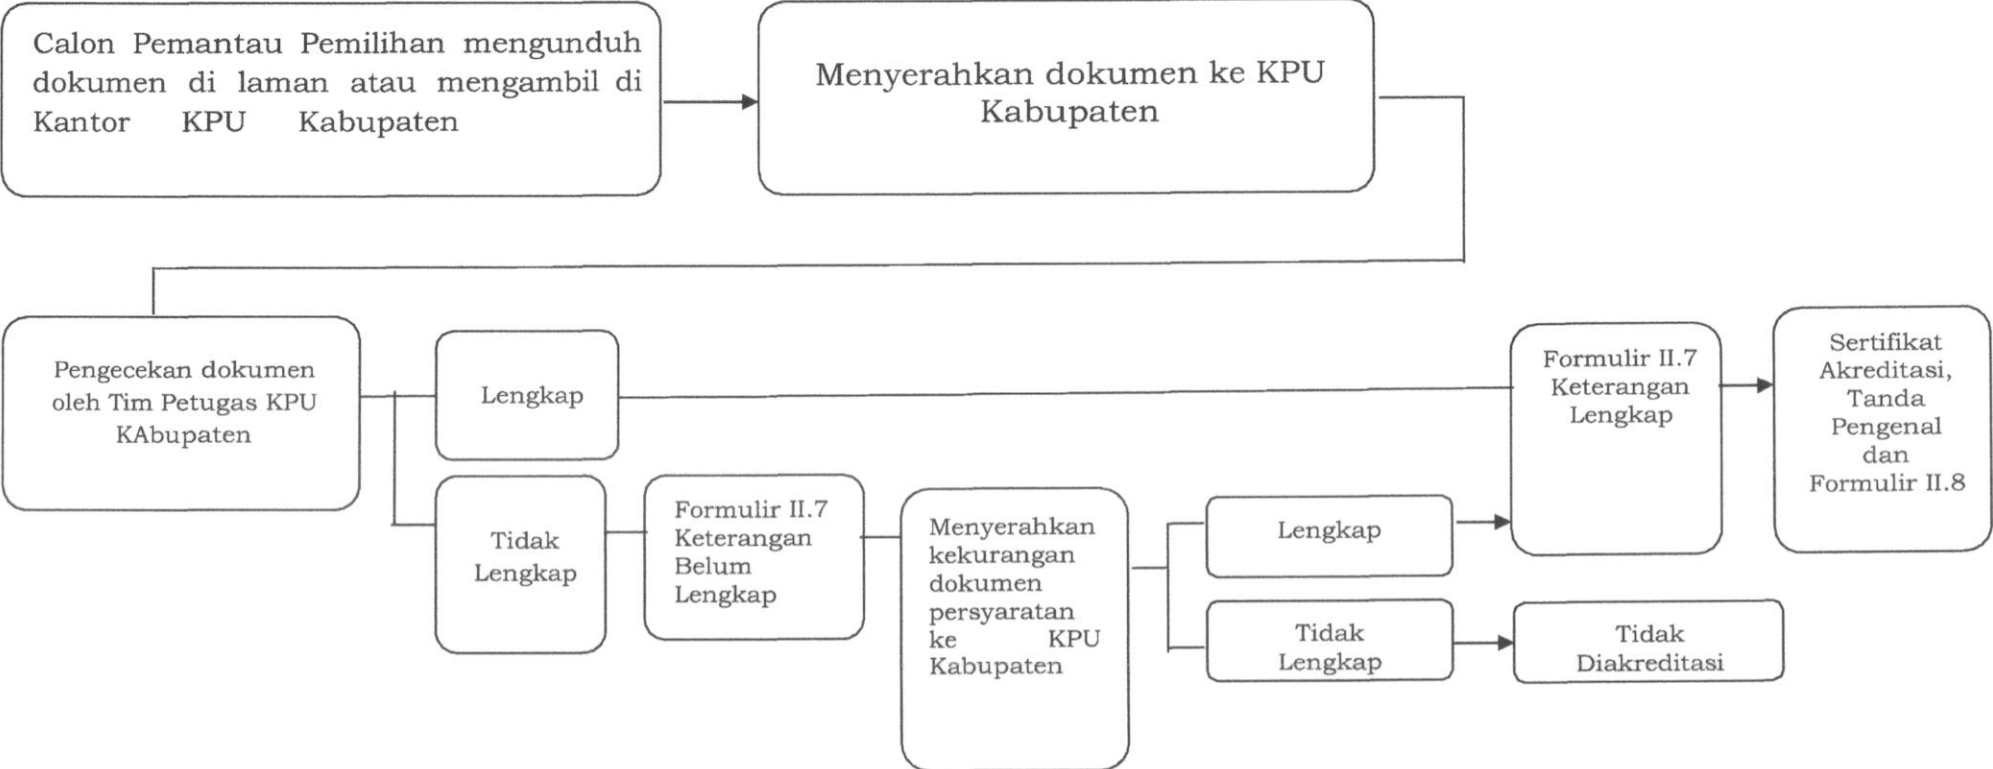 Calon Pemantau Pemilihan mengunduh
dokumen di laman atau mengambil di
Kantor KPU Kabupaten
Menyerahkan dokumen ke KPU
Kabupaten
Pengecekan dokumen
oleh Tim Petugas KPU
KAbupaten
Lengkap
Tidak
Lengkap
Formulir II.7
Keterangan
Belum
Lengkap
Menyerahkan
kekurangan
dokumen
persyaratan
ke KPU
Kabupaten
Lengkap
Tidak
Lengkap
Formulir II.7
Keterangan
Lengkap
Sertifikat
Akreditasi,
Tanda
Pengenal
dan
Formulir II.8
Tidak
Diakreditasi